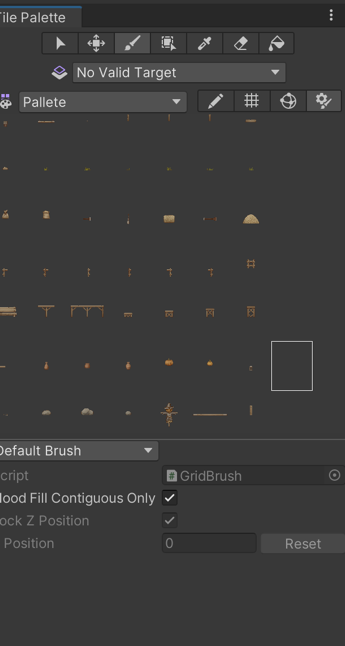 Tile Palette
No Valid Target
Pallete
Default Brush
cript
GridBrush
lood Fill Contiguous Only
ock Z Position
Position
0
Reset